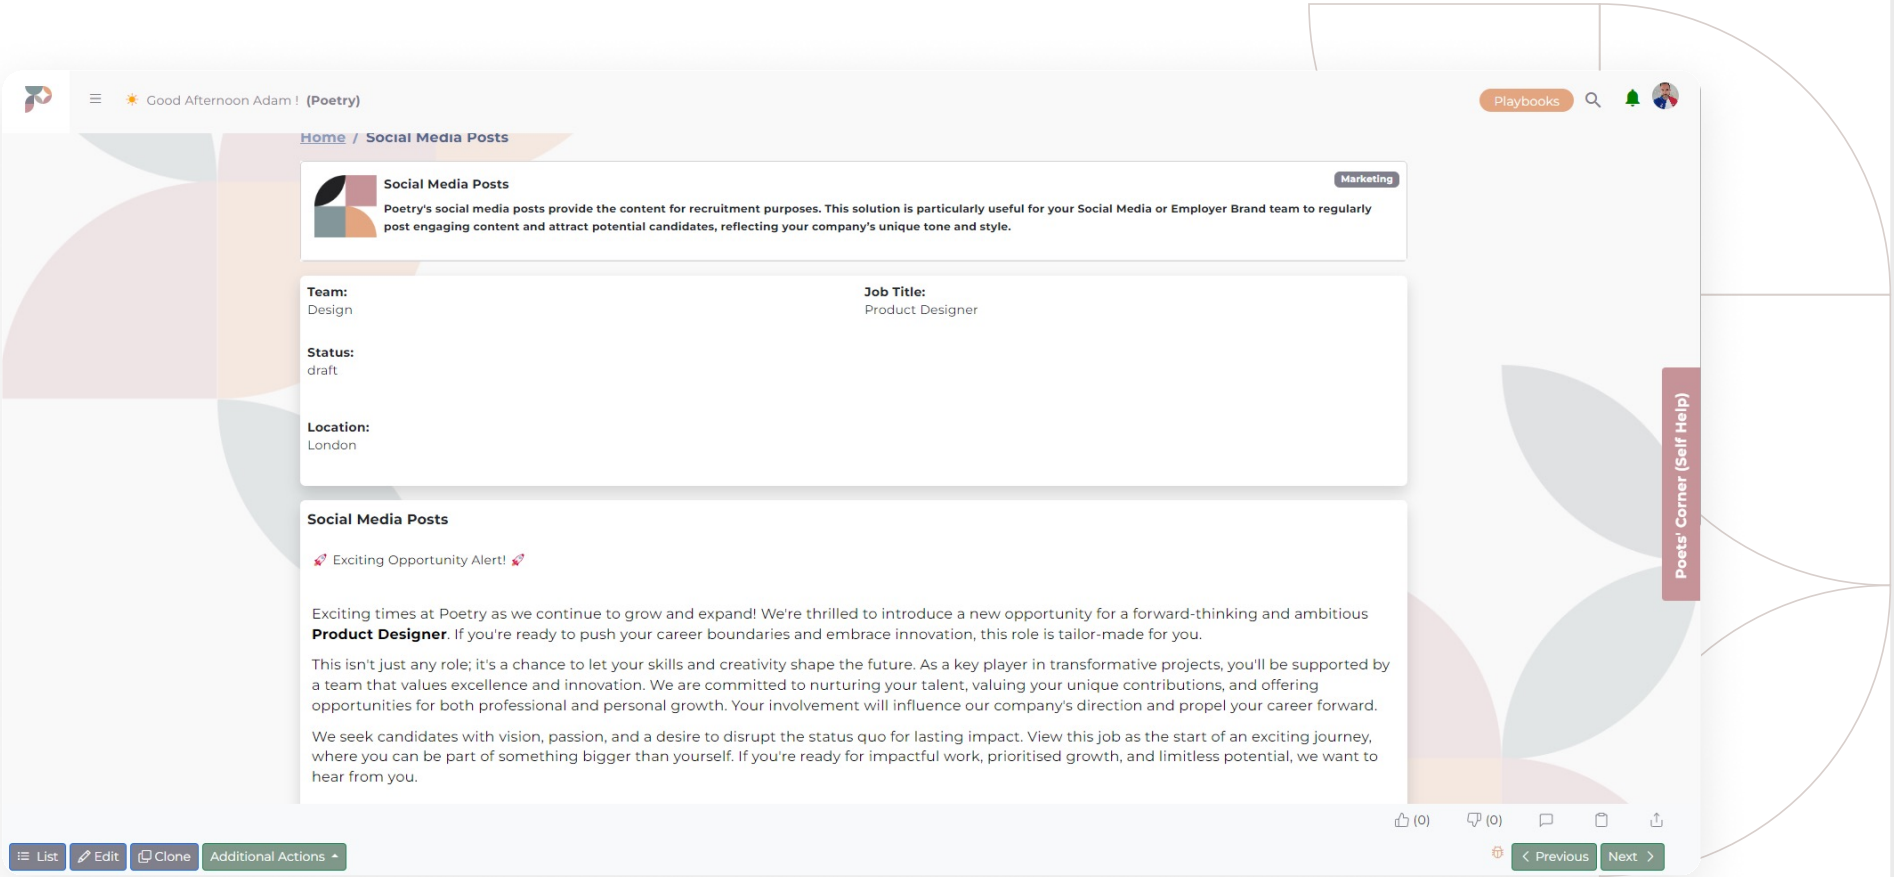 Good Afternoon Adam ! (Poetry)
Playbooks
Home / Social Media Posts
Social Media Posts
Marketing
Poetry's social media posts provide the content for recruitment purposes. This solution is particularly useful for your Social Media or Employer Brand team to regularly
post engaging content and attract potential candidates, reflecting your company's unique tone and style.
Team:
Design
Job Title:
Product Designer
Status:
draft
Location:
London
Poets' Corner (Self Help)
Social Media Posts
🚀 Exciting Opportunity Alert! 🚀
Exciting times at Poetry as we continue to grow and expand! We're thrilled to introduce a new opportunity for a forward-thinking and ambitious
Product Designer. If you're ready to push your career boundaries and embrace innovation, this role is tailor-made for you.
This isn't just any role; it's a chance to let your skills and creativity shape the future. As a key player in transformative projects, you'll be supported by
a team that values excellence and innovation. We are committed to nurturing your talent, valuing your unique contributions, and offering
opportunities for both professional and personal growth. Your involvement will influence our company's direction and propel your career forward.
We seek candidates with vision, passion, and a desire to disrupt the status quo for lasting impact. View this job as the start of an exciting journey,
where you can be part of something bigger than yourself. If you're ready for impactful work, prioritised growth, and limitless potential, we want to
hear from you.
(0)
(0)
List
Edit
Clone
Additional Actions
Previous
Next